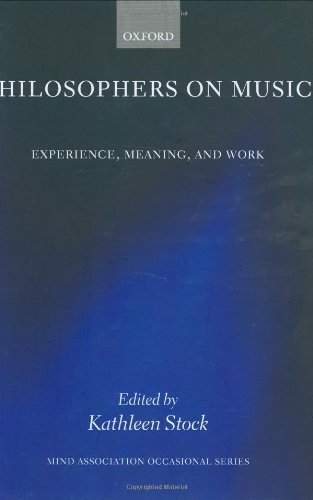 OXFORD
HILOSOPHERS ON MUSIC
EXPERIENCE, MEANING, AND WORK
Edited by
Kathleen Stock
MIND ASSOCIATION OCCASIONAL SERIES